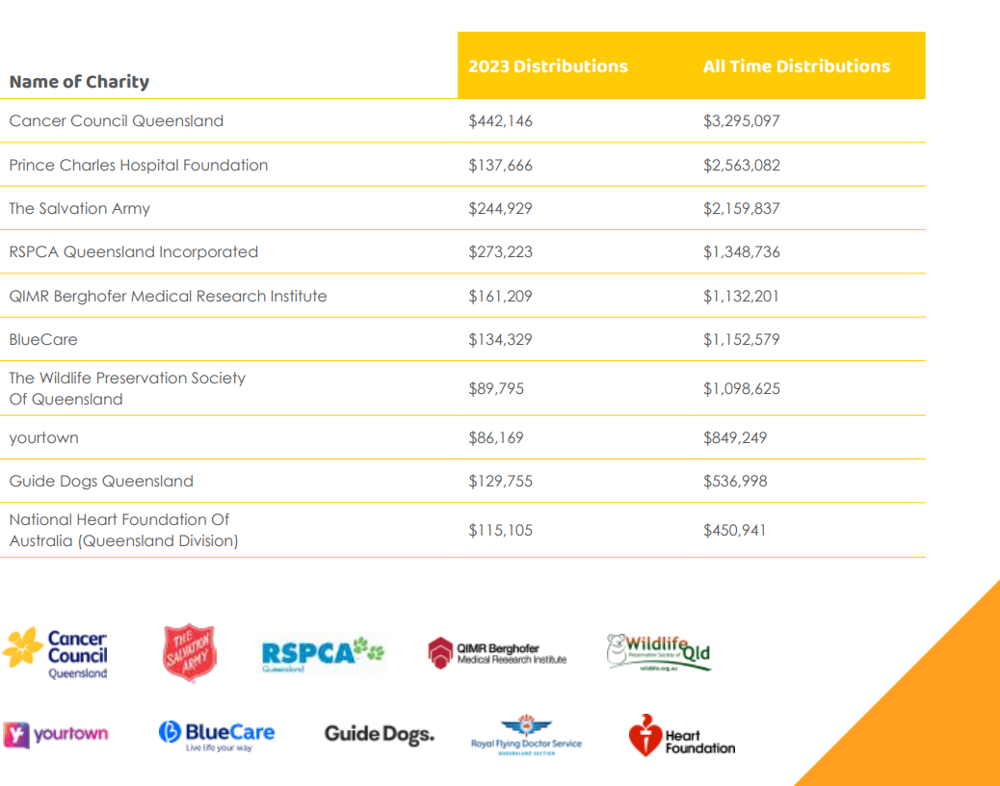 2023 Distributions All Time Distributions
Name of Charity
Cancer Council Queensland $442,146 $3,295,097
Prince Charles Hospital Foundation $137,666 $2,563,082
The Salvation Army $244,929 $2,159,837
RSPCA Queensland Incorporated $273,223 $1,348,736
QIMR Berghofer Medical Research Institute $161,209 $1,132,201
BlueCare $134,329 $1,152,579
The Wildlife Preservation Society
Of Queensland $89,795 $1,098,625
yourtown $86,169 $849,249
Guide Dogs Queensland $129,755 $536,998
National Heart Foundation Of
Australia (Queensland Division) $115,105 $450,941
Cancer
Council
Queensland
THE
SALVATION
ARMY
RSPCA
Queensland
QIMR Berghofer
Medical Research Institute
Wildlife
Preservation Society of Qld
wildlife.org.au
y yourtown
BlueCare
Live life your way
Guide Dogs.
Royal Flying Doctor Service
QUEENSLAND SECTION
Heart
Foundation